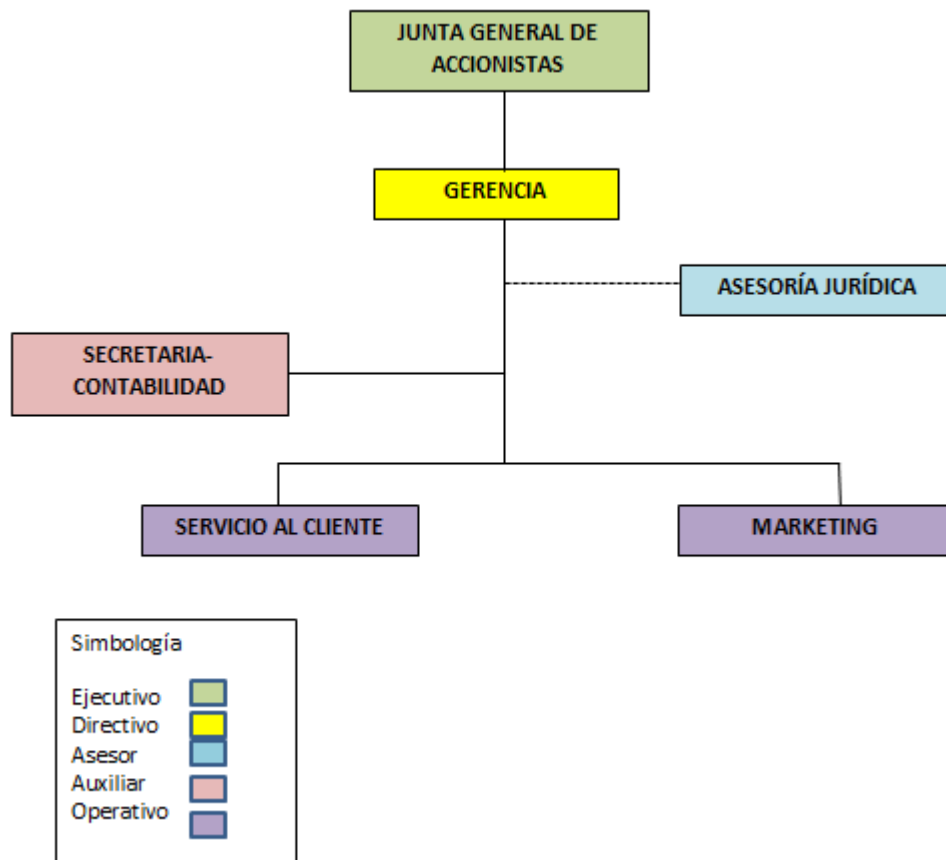 JUNTA GENERAL DE
ACCIONISTAS
GERENCIA
ASESORÍA JURÍDICA
SECRETARIA-
CONTABILIDAD
SERVICIO AL CLIENTE
MARKETING
Simbología
Ejecutivo
Directivo
Asesor
Auxiliar
Operativo